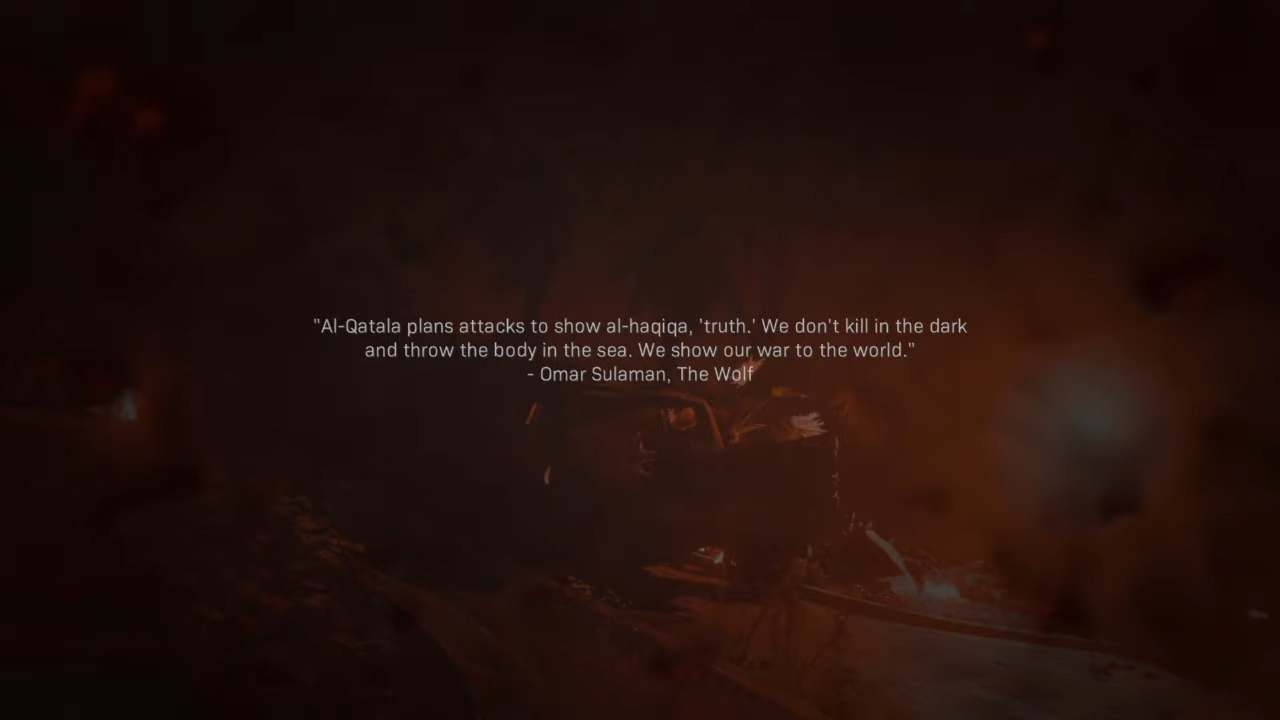 "Al-Qatala plans attacks to show al-haqiqa, 'truth.' We don't kill in the dark
and throw the body in the sea. We show our war to the world."
- Omar Sulaman, The Wolf